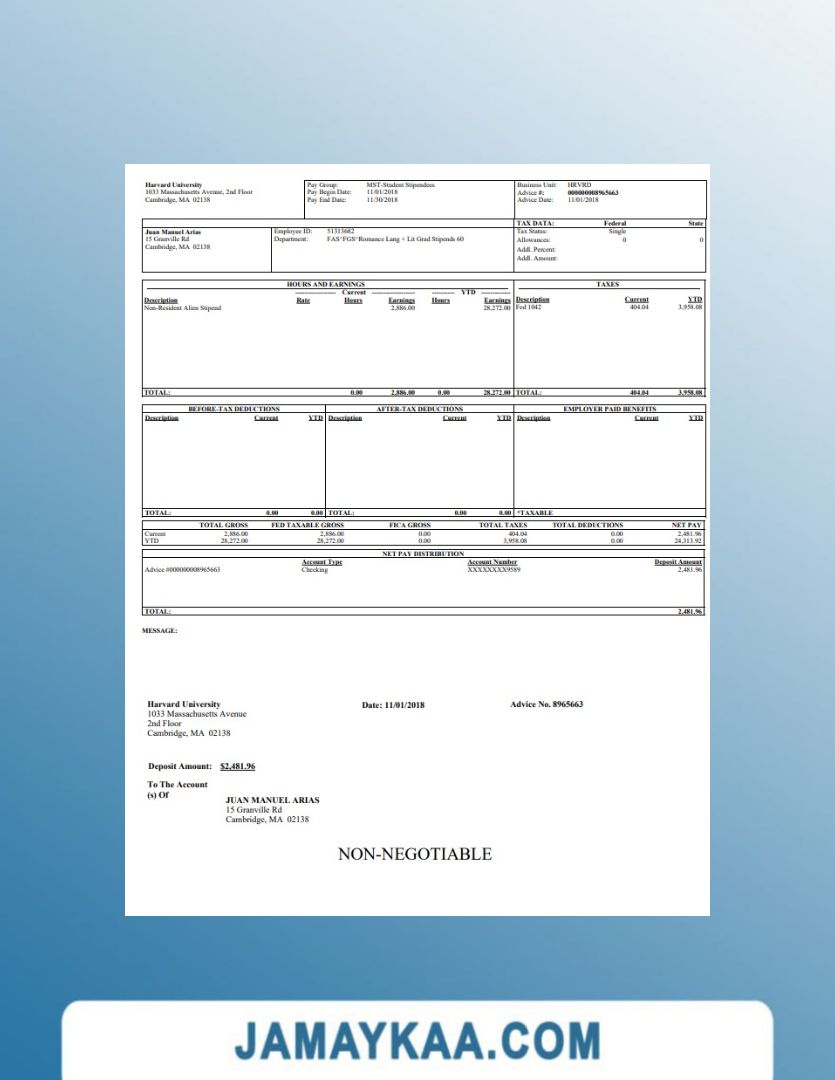 Harvard University
1033 Massachusetts Avenue, 2nd Floor
Cambridge, MA 02138
Pay Group: MST-Student Stipendees
Pay Begin Date: 11/01/2018
Pay End Date: 11/30/2018
Business Unit: HRVRD
Advice #: 000000008965663
Advice Date: 11/01/2018
Juan Manuel Arias
15 Granville Rd
Cambridge, MA 02138
Employee ID: 51313682
Department: FAS^FGS^Romance Lang + Lit Grad Stipends 60
TAX DATA: Federal State
Tax Status: Single
Allowances: 0 0
Addl. Percent:
Addl. Amount:
HOURS AND EARNINGS
Current YTD
Description Rate Hours Earnings Hours Earnings
Non-Resident Alien Stipend 2,886.00 28,272.00
TOTAL: 0.00 2,886.00 0.00 28,272.00
TAXES
Description Current YTD
Fed 1042 404.04 3,958.08
TOTAL: 404.04 3,958.08
BEFORE-TAX DEDUCTIONS
Description Current YTD
TOTAL: 0.00 0.00
AFTER-TAX DEDUCTIONS
Description Current YTD
TOTAL: 0.00 0.00
EMPLOYER PAID BENEFITS
Description Current YTD
*TAXABLE
TOTAL GROSS FED TAXABLE GROSS FICA GROSS TOTAL TAXES TOTAL DEDUCTIONS NET PAY
Current 2,886.00 2,886.00 0.00 404.04 0.00 2,481.96
YTD 28,272.00 28,272.00 0.00 3,958.08 0.00 24,313.92
NET PAY DISTRIBUTION
Account Type Account Number Deposit Amount
Advice #000000008965663 Checking XXXXXXXX9589 2,481.96
TOTAL: 2,481.96
MESSAGE:
Harvard University
1033 Massachusetts Avenue
2nd Floor
Cambridge, MA 02138
Date: 11/01/2018
Advice No. 8965663
Deposit Amount: $2,481.96
To The Account
(s) Of
JUAN MANUEL ARIAS
15 Granville Rd
Cambridge, MA 02138
NON-NEGOTIABLE
JAMAYKAA.COM